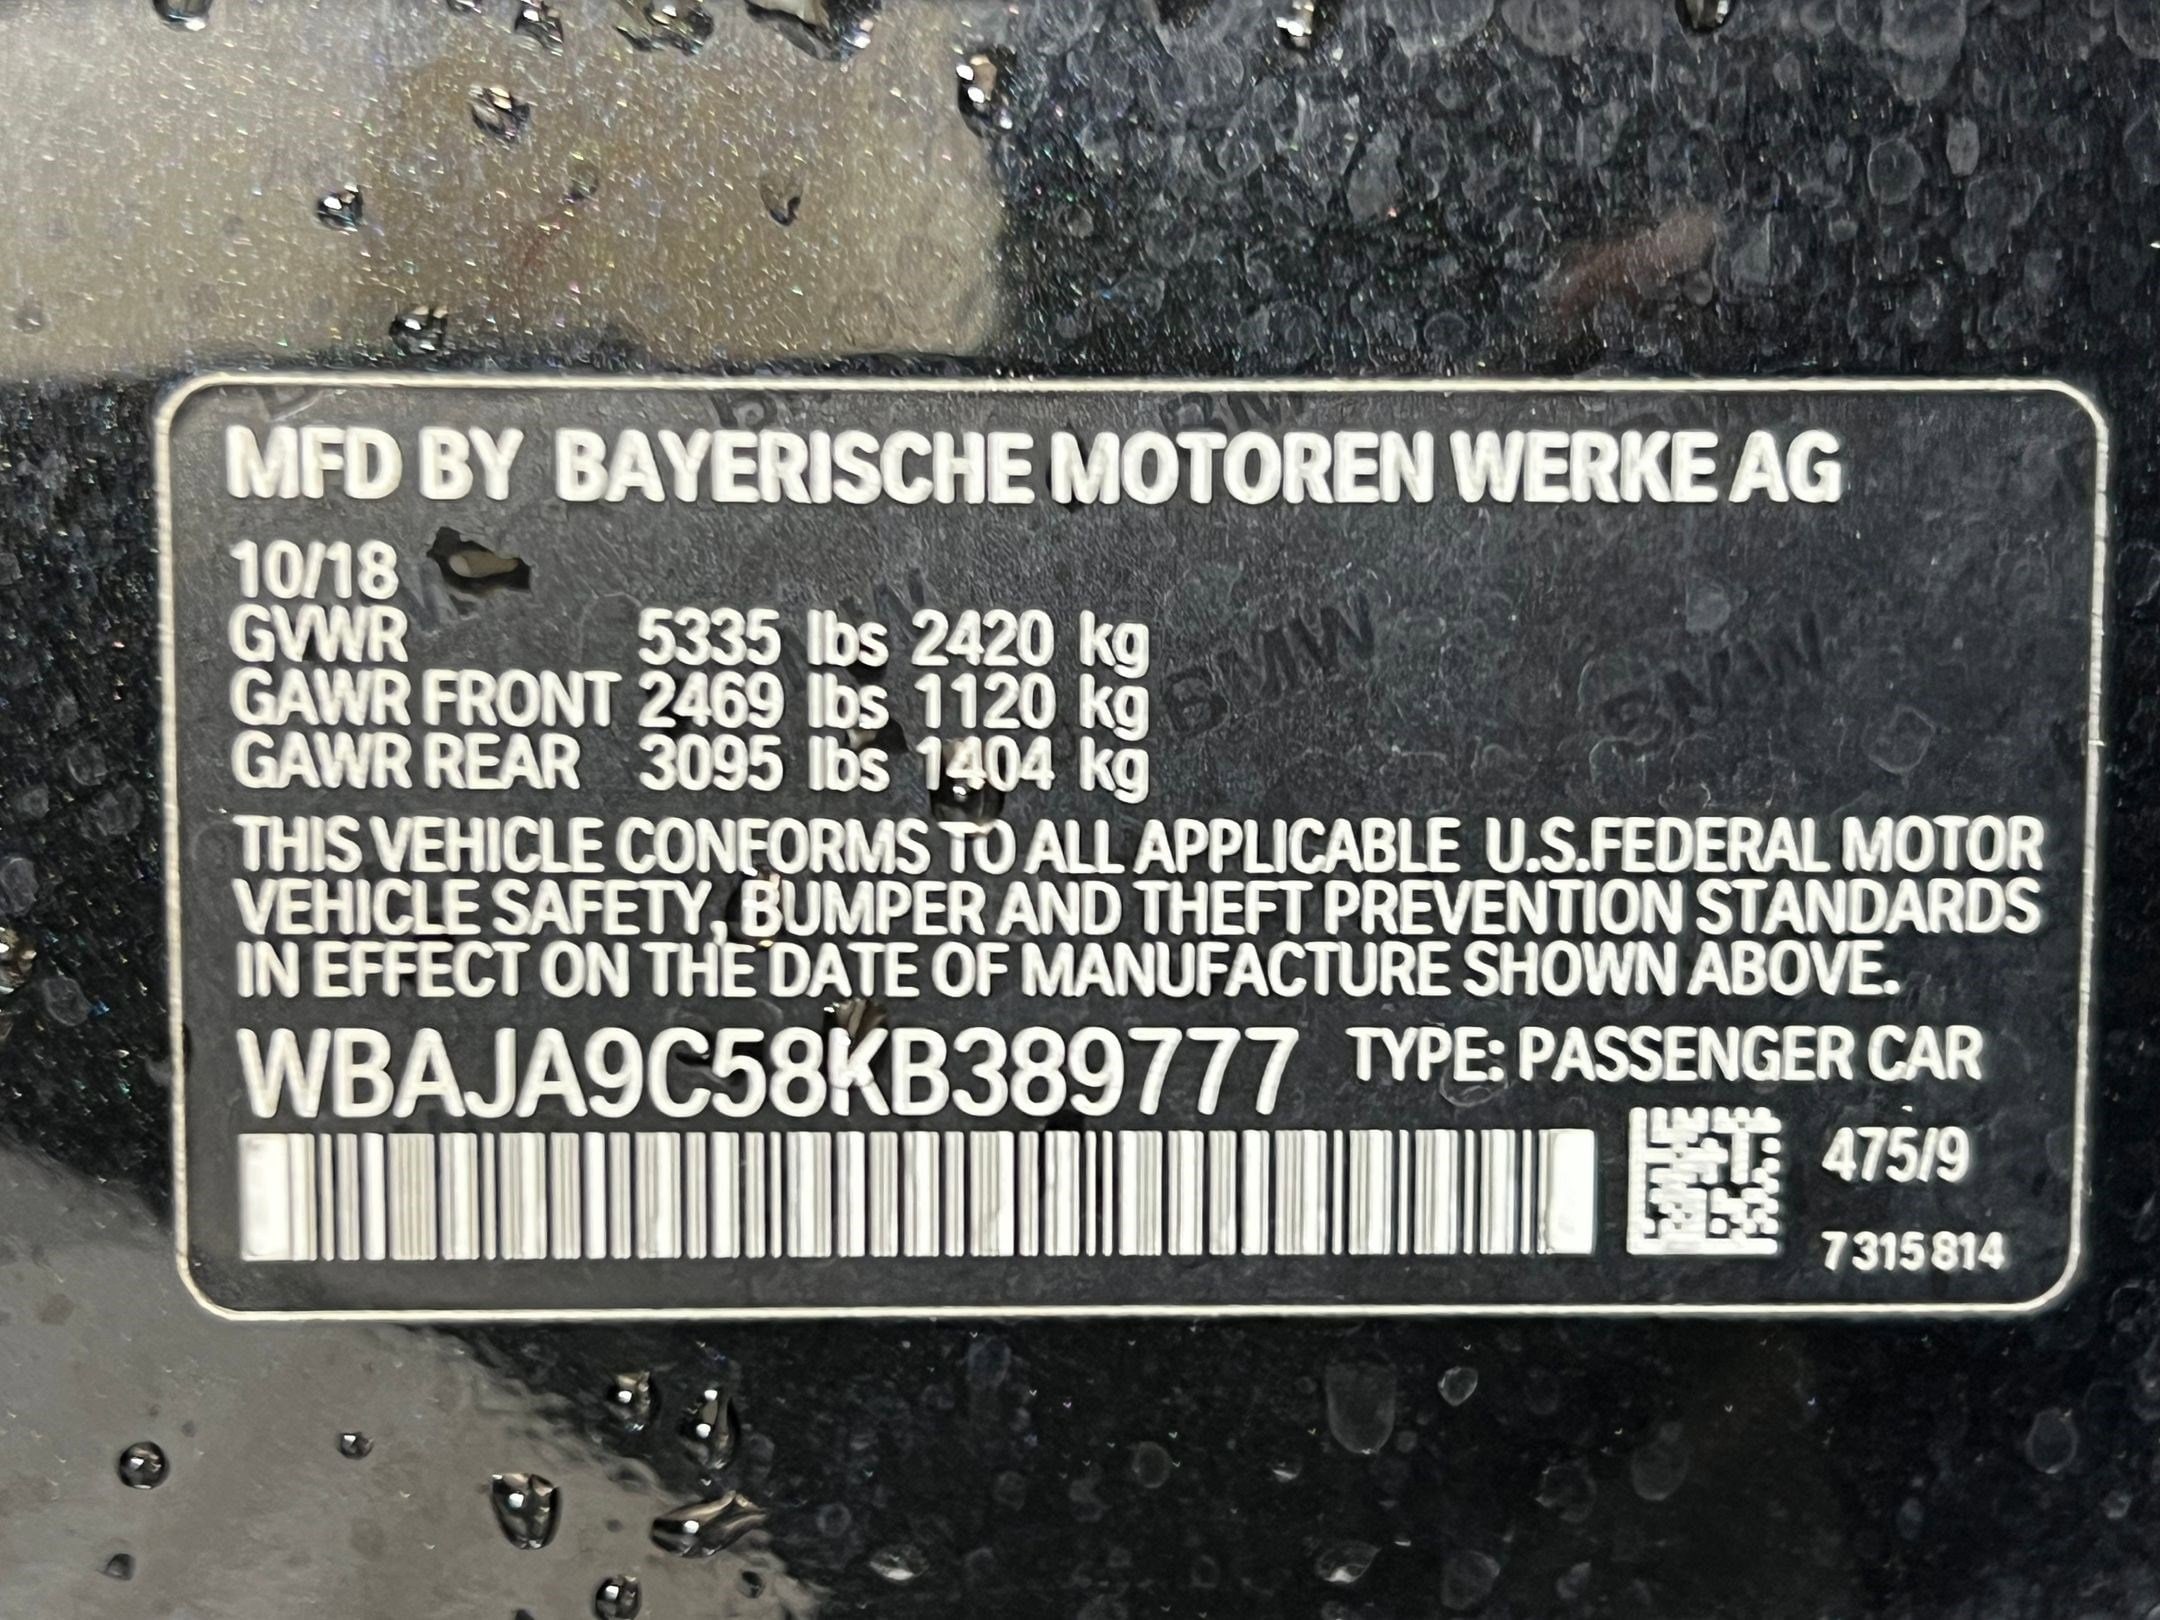 MFD BY BAYERISCHE MOTOREN WERKE AG
10/18
GVWR 5335 lbs 2420 kg
GAWR FRONT 2469 lbs 1120 kg
GAWR REAR 3095 lbs 1404 kg
THIS VEHICLE CONFORMS TO ALL APPLICABLE U.S.FEDERAL MOTOR
VEHICLE SAFETY, BUMPER AND THEFT PREVENTION STANDARDS
IN EFFECT ON THE DATE OF MANUFACTURE SHOWN ABOVE.
WBAJA9C58KB389777 TYPE: PASSENGER CAR
475/9
7 315 814